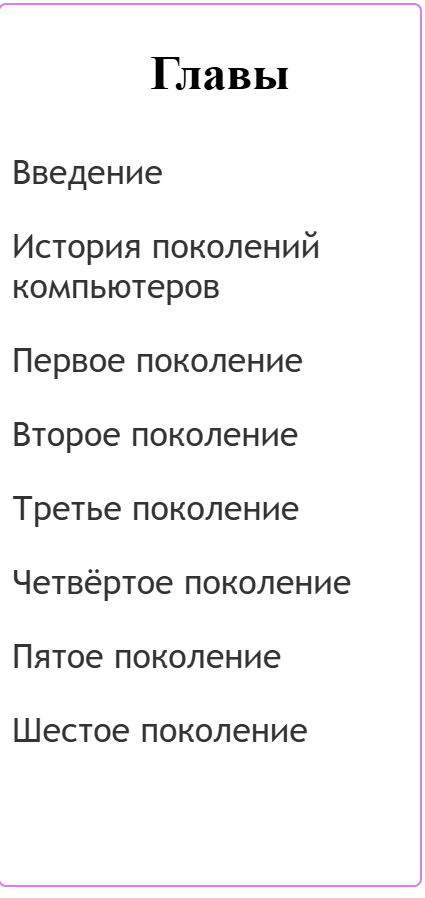 Главы
Введение
История поколений
компьютеров
Первое поколение
Второе поколение
Третье поколение
Четвёртое поколение
Пятое поколение
Шестое поколение